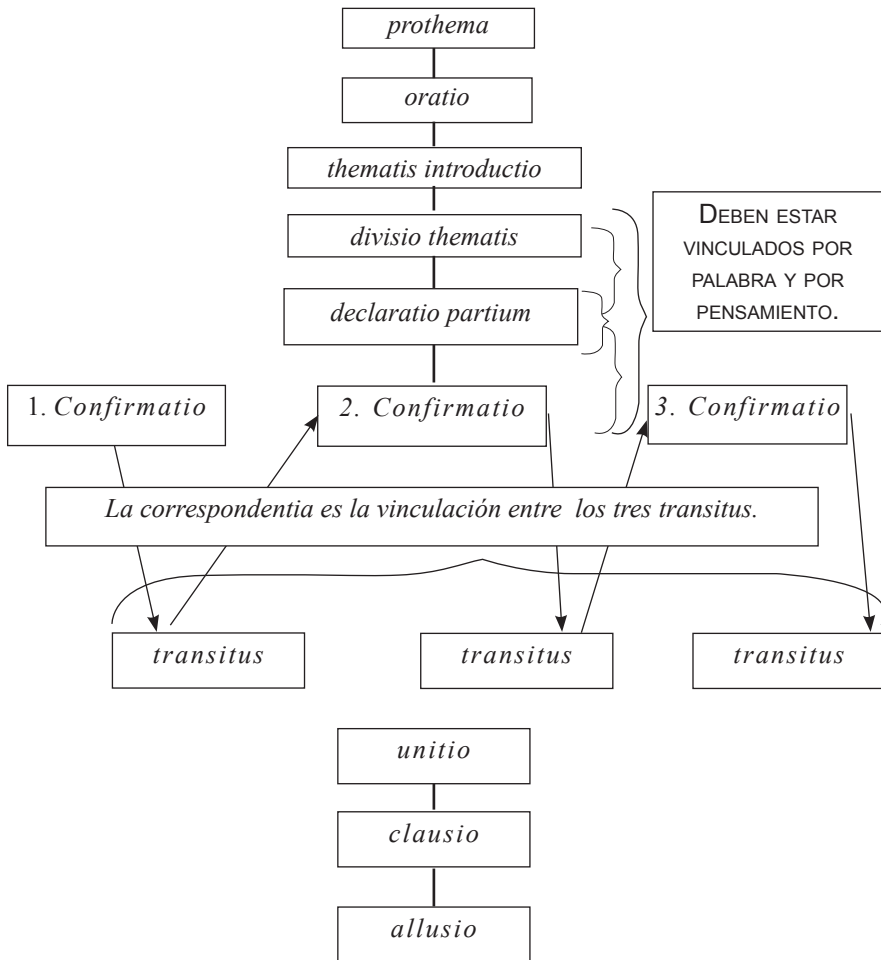 prothema
oratio
thematis introductio
divisio thematis
DEBEN ESTAR
VINCULADOS POR
PALABRA Y POR
PENSAMIENTO.
declaratio partium
1. Confirmatio
2. Confirmatio
3. Confirmatio
La correspondentia es la vinculación entre los tres transitus.
transitus
transitus
transitus
unitio
clausio
allusio